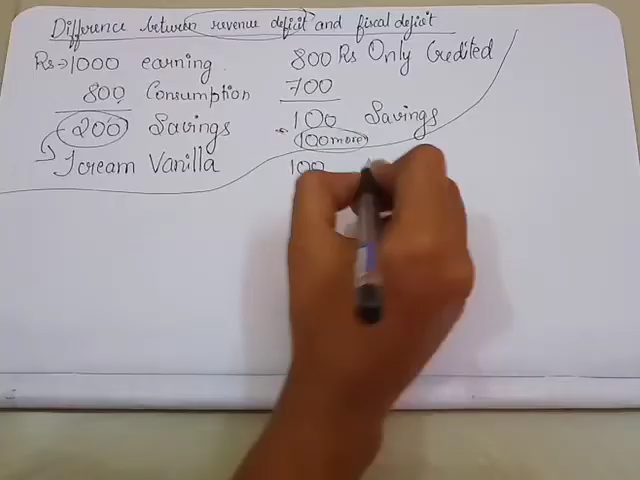 Difference between revenue deficit and fiscal deficit
Rs→1000 earning
800 Consumption
200 Savings
Icream Vanilla
800 Rs Only Credited
700
100 Savings
100 more
100